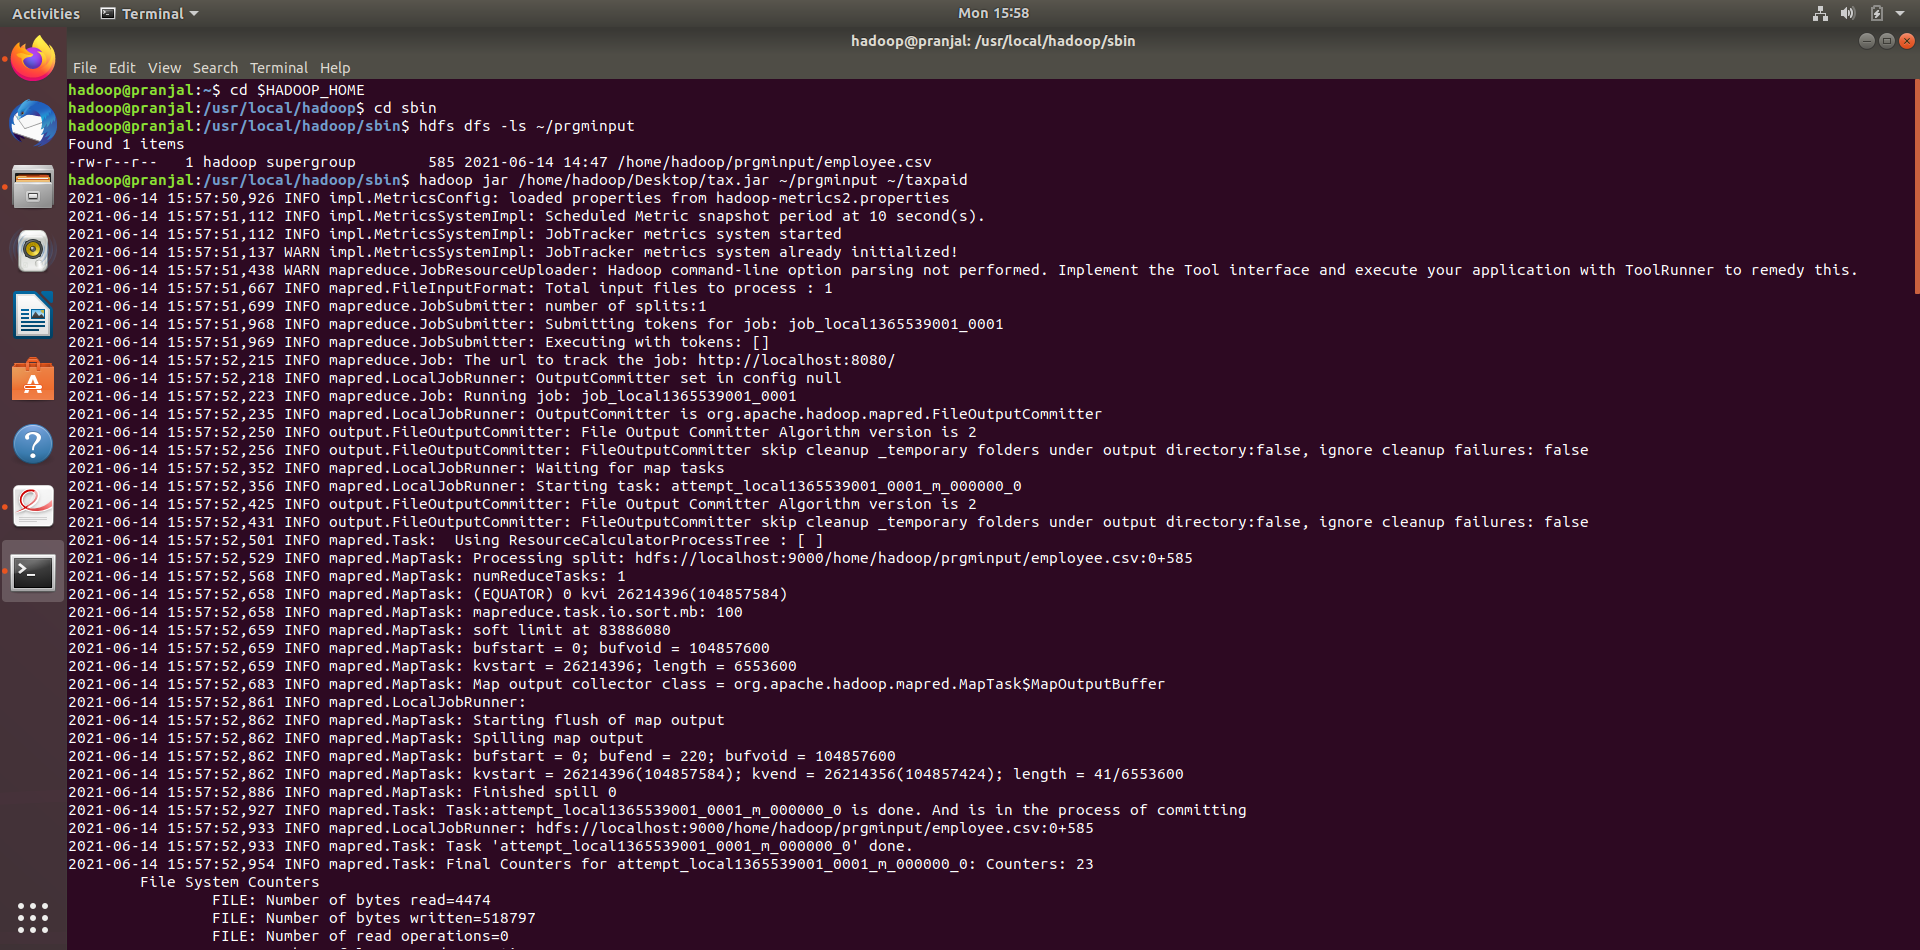 Activities Terminal Mon 15:58
hadoop@pranjal: /usr/local/hadoop/sbin
File Edit View Search Terminal Help
hadoop@pranjal:~$ cd $HADOOP_HOME
hadoop@pranjal:/usr/local/hadoop$ cd sbin
hadoop@pranjal:/usr/local/hadoop/sbin$ hdfs dfs -ls ~/prgminput
Found 1 items
-rw-r--r--   1 hadoop supergroup        585 2021-06-14 14:47 /home/hadoop/prgminput/employee.csv
hadoop@pranjal:/usr/local/hadoop/sbin$ hadoop jar /home/hadoop/Desktop/tax.jar ~/prgminput ~/taxpaid
2021-06-14 15:57:50,926 INFO impl.MetricsConfig: loaded properties from hadoop-metrics2.properties
2021-06-14 15:57:51,112 INFO impl.MetricsSystemImpl: Scheduled Metric snapshot period at 10 second(s).
2021-06-14 15:57:51,112 INFO impl.MetricsSystemImpl: JobTracker metrics system started
2021-06-14 15:57:51,137 WARN impl.MetricsSystemImpl: JobTracker metrics system already initialized!
2021-06-14 15:57:51,438 WARN mapreduce.JobResourceUploader: Hadoop command-line option parsing not performed. Implement the Tool interface and execute your application with ToolRunner to remedy this.
2021-06-14 15:57:51,667 INFO mapred.FileInputFormat: Total input files to process : 1
2021-06-14 15:57:51,699 INFO mapreduce.JobSubmitter: number of splits:1
2021-06-14 15:57:51,968 INFO mapreduce.JobSubmitter: Submitting tokens for job: job_local1365539001_0001
2021-06-14 15:57:51,969 INFO mapreduce.JobSubmitter: Executing with tokens: []
2021-06-14 15:57:52,215 INFO mapreduce.Job: The url to track the job: http://localhost:8080/
2021-06-14 15:57:52,218 INFO mapred.LocalJobRunner: OutputCommitter set in config null
2021-06-14 15:57:52,223 INFO mapreduce.Job: Running job: job_local1365539001_0001
2021-06-14 15:57:52,235 INFO mapred.LocalJobRunner: OutputCommitter is org.apache.hadoop.mapred.FileOutputCommitter
2021-06-14 15:57:52,250 INFO output.FileOutputCommitter: File Output Committer Algorithm version is 2
2021-06-14 15:57:52,256 INFO output.FileOutputCommitter: FileOutputCommitter skip cleanup _temporary folders under output directory:false, ignore cleanup failures: false
2021-06-14 15:57:52,352 INFO mapred.LocalJobRunner: Waiting for map tasks
2021-06-14 15:57:52,356 INFO mapred.LocalJobRunner: Starting task: attempt_local1365539001_0001_m_000000_0
2021-06-14 15:57:52,425 INFO output.FileOutputCommitter: File Output Committer Algorithm version is 2
2021-06-14 15:57:52,431 INFO output.FileOutputCommitter: FileOutputCommitter skip cleanup _temporary folders under output directory:false, ignore cleanup failures: false
2021-06-14 15:57:52,501 INFO mapred.Task:  Using ResourceCalculatorProcessTree : [ ]
2021-06-14 15:57:52,529 INFO mapred.MapTask: Processing split: hdfs://localhost:9000/home/hadoop/prgminput/employee.csv:0+585
2021-06-14 15:57:52,568 INFO mapred.MapTask: numReduceTasks: 1
2021-06-14 15:57:52,658 INFO mapred.MapTask: (EQUATOR) 0 kvi 26214396(104857584)
2021-06-14 15:57:52,658 INFO mapred.MapTask: mapreduce.task.io.sort.mb: 100
2021-06-14 15:57:52,659 INFO mapred.MapTask: soft limit at 83886080
2021-06-14 15:57:52,659 INFO mapred.MapTask: bufstart = 0; bufvoid = 104857600
2021-06-14 15:57:52,659 INFO mapred.MapTask: kvstart = 26214396; length = 6553600
2021-06-14 15:57:52,683 INFO mapred.MapTask: Map output collector class = org.apache.hadoop.mapred.MapTask$MapOutputBuffer
2021-06-14 15:57:52,861 INFO mapred.LocalJobRunner:
2021-06-14 15:57:52,862 INFO mapred.MapTask: Starting flush of map output
2021-06-14 15:57:52,862 INFO mapred.MapTask: Spilling map output
2021-06-14 15:57:52,862 INFO mapred.MapTask: bufstart = 0; bufend = 220; bufvoid = 104857600
2021-06-14 15:57:52,862 INFO mapred.MapTask: kvstart = 26214396(104857584); kvend = 26214356(104857424); length = 41/6553600
2021-06-14 15:57:52,886 INFO mapred.MapTask: Finished spill 0
2021-06-14 15:57:52,927 INFO mapred.Task: Task:attempt_local1365539001_0001_m_000000_0 is done. And is in the process of committing
2021-06-14 15:57:52,933 INFO mapred.LocalJobRunner: hdfs://localhost:9000/home/hadoop/prgminput/employee.csv:0+585
2021-06-14 15:57:52,933 INFO mapred.Task: Task 'attempt_local1365539001_0001_m_000000_0' done.
2021-06-14 15:57:52,954 INFO mapred.Task: Final Counters for attempt_local1365539001_0001_m_000000_0: Counters: 23
File System Counters
FILE: Number of bytes read=4474
FILE: Number of bytes written=518797
FILE: Number of read operations=0